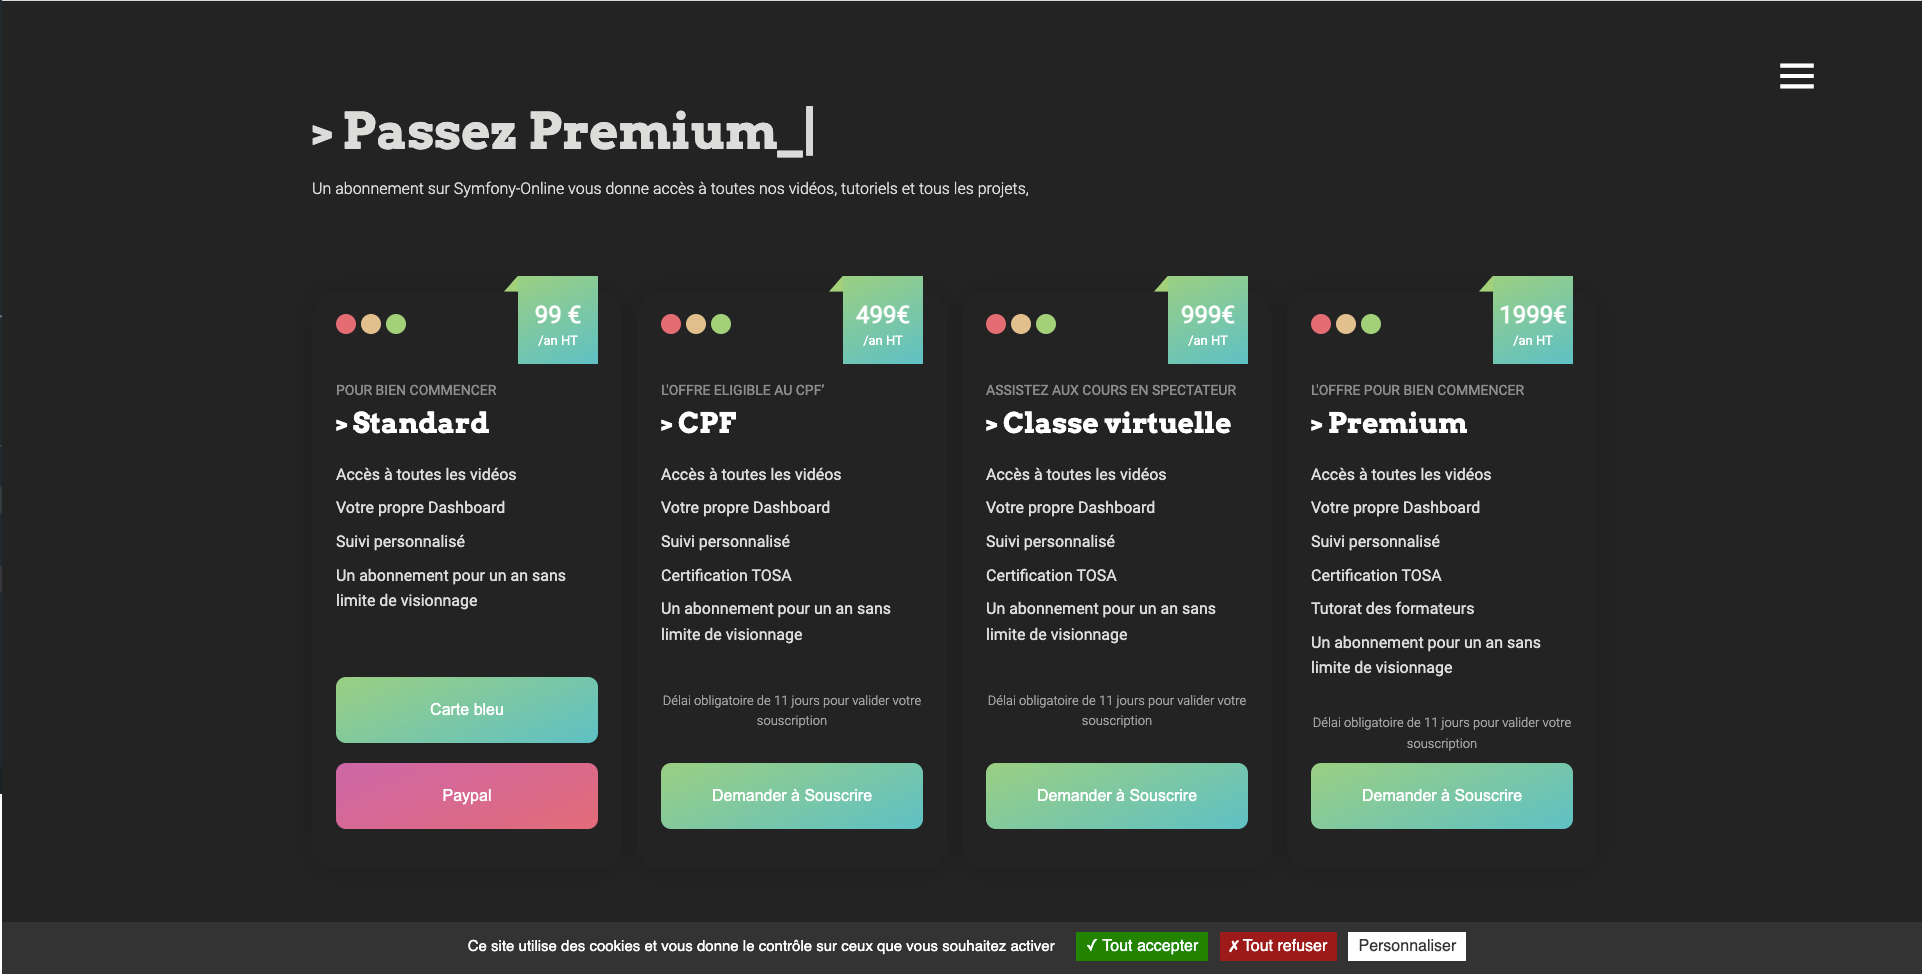 > Passez Premium_|
Un abonnement sur Symfony-Online vous donne accès à toutes nos vidéos, tutoriels et tous les projets,
99 €
/an HT
POUR BIEN COMMENCER
> Standard
Accès à toutes les vidéos
Votre propre Dashboard
Suivi personnalisé
Un abonnement pour un an sans
limite de visionnage
Carte bleu
Paypal
499€
/an HT
L'OFFRE ELIGIBLE AU CPF'
> CPF
Accès à toutes les vidéos
Votre propre Dashboard
Suivi personnalisé
Certification TOSA
Un abonnement pour un an sans
limite de visionnage
Délai obligatoire de 11 jours pour valider votre
souscription
Demander à Souscrire
999€
/an HT
ASSISTEZ AUX COURS EN SPECTATEUR
> Classe virtuelle
Accès à toutes les vidéos
Votre propre Dashboard
Suivi personnalisé
Certification TOSA
Un abonnement pour un an sans
limite de visionnage
Délai obligatoire de 11 jours pour valider votre
souscription
Demander à Souscrire
1999€
/an HT
L'OFFRE POUR BIEN COMMENCER
> Premium
Accès à toutes les vidéos
Votre propre Dashboard
Suivi personnalisé
Certification TOSA
Tutorat des formateurs
Un abonnement pour un an sans
limite de visionnage
Délai obligatoire de 11 jours pour valider votre
souscription
Demander à Souscrire
Ce site utilise des cookies et vous donne le contrôle sur ceux que vous souhaitez activer
✓ Tout accepter
✗ Tout refuser
Personnaliser